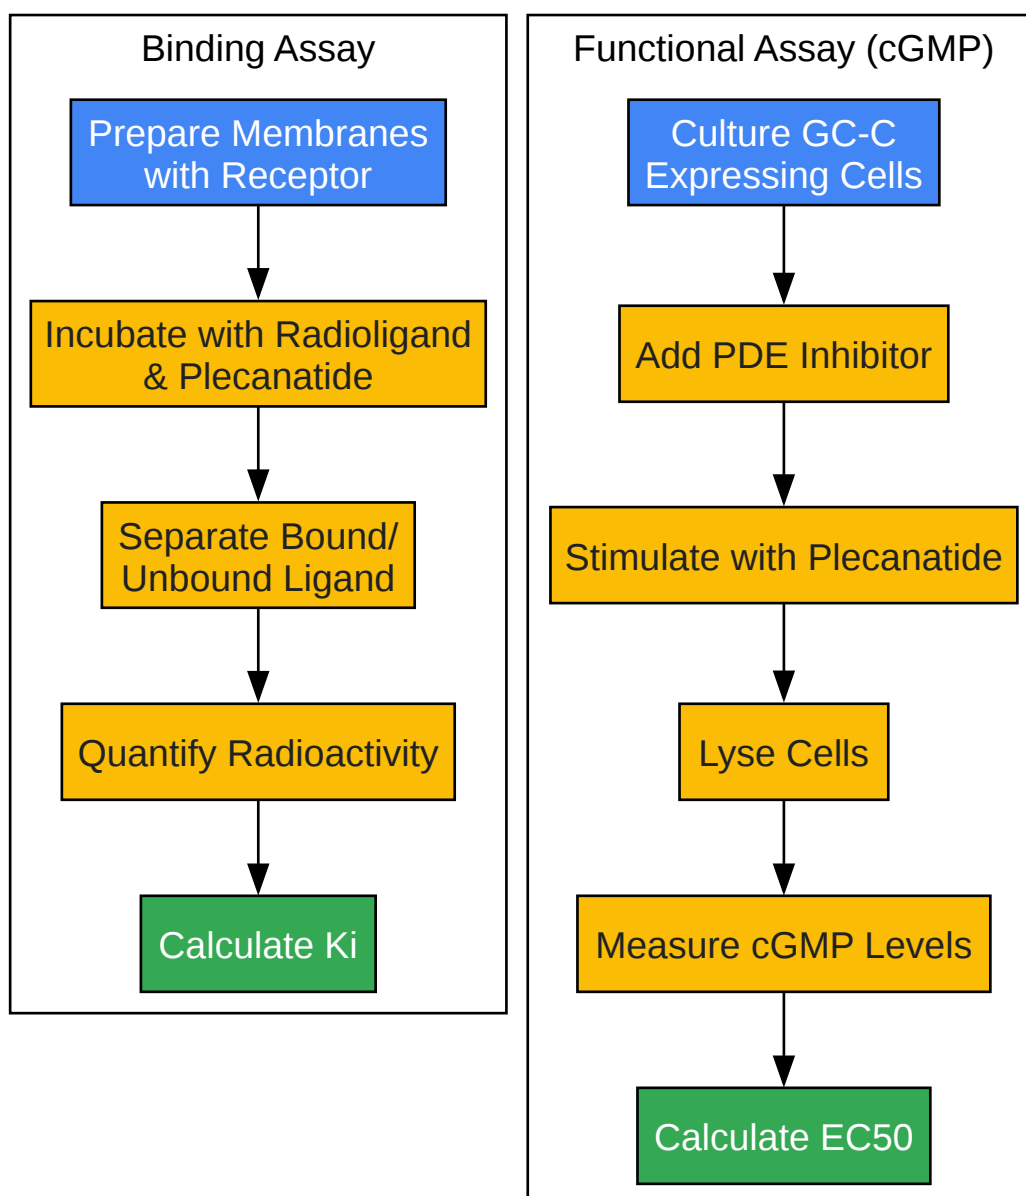 Binding Assay
Prepare Membranes
with Receptor
Incubate with Radioligand
& Plecanatide
Separate Bound/
Unbound Ligand
Quantify Radioactivity
Calculate Ki
Functional Assay (cGMP)
Culture GC-C
Expressing Cells
Add PDE Inhibitor
Stimulate with Plecanatide
Lyse Cells
Measure cGMP Levels
Calculate EC50